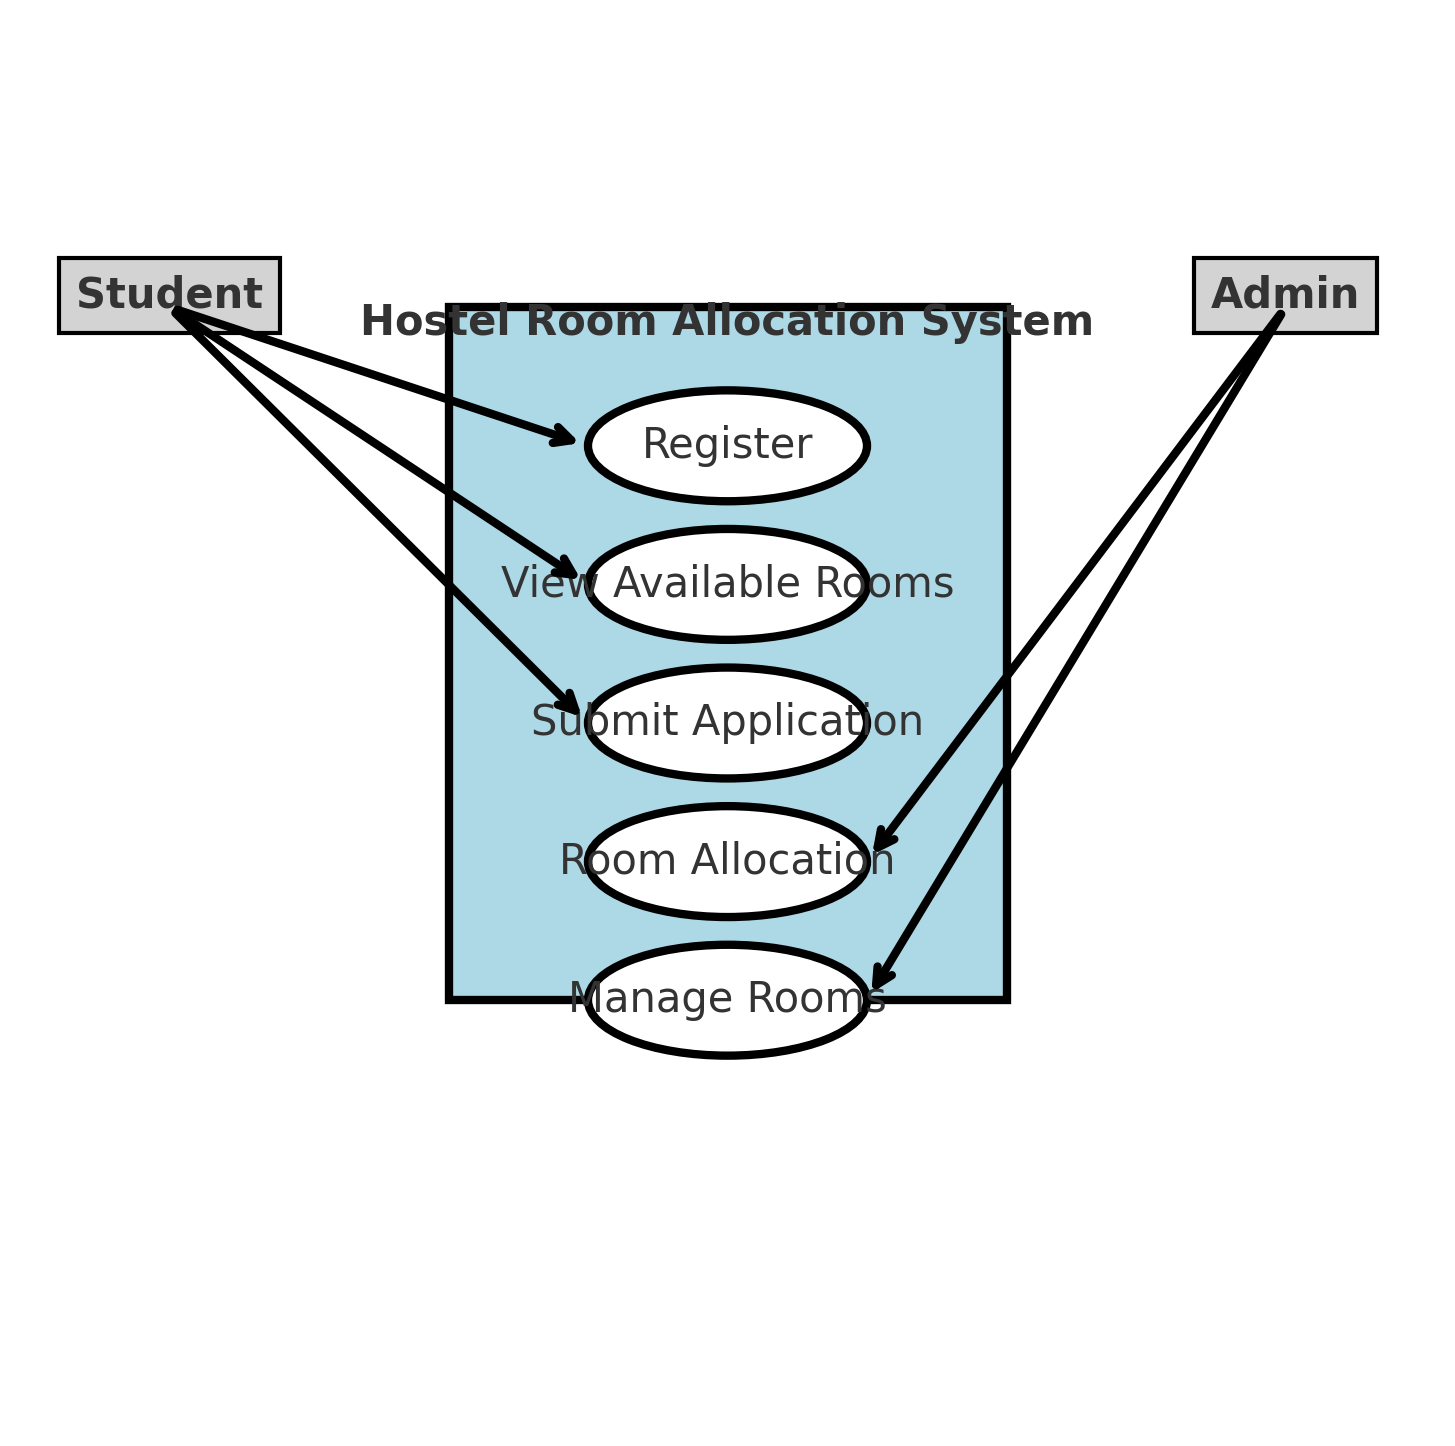 Student
Admin
Hostel Room Allocation System
Register
View Available Rooms
Submit Application
Room Allocation
Manage Rooms